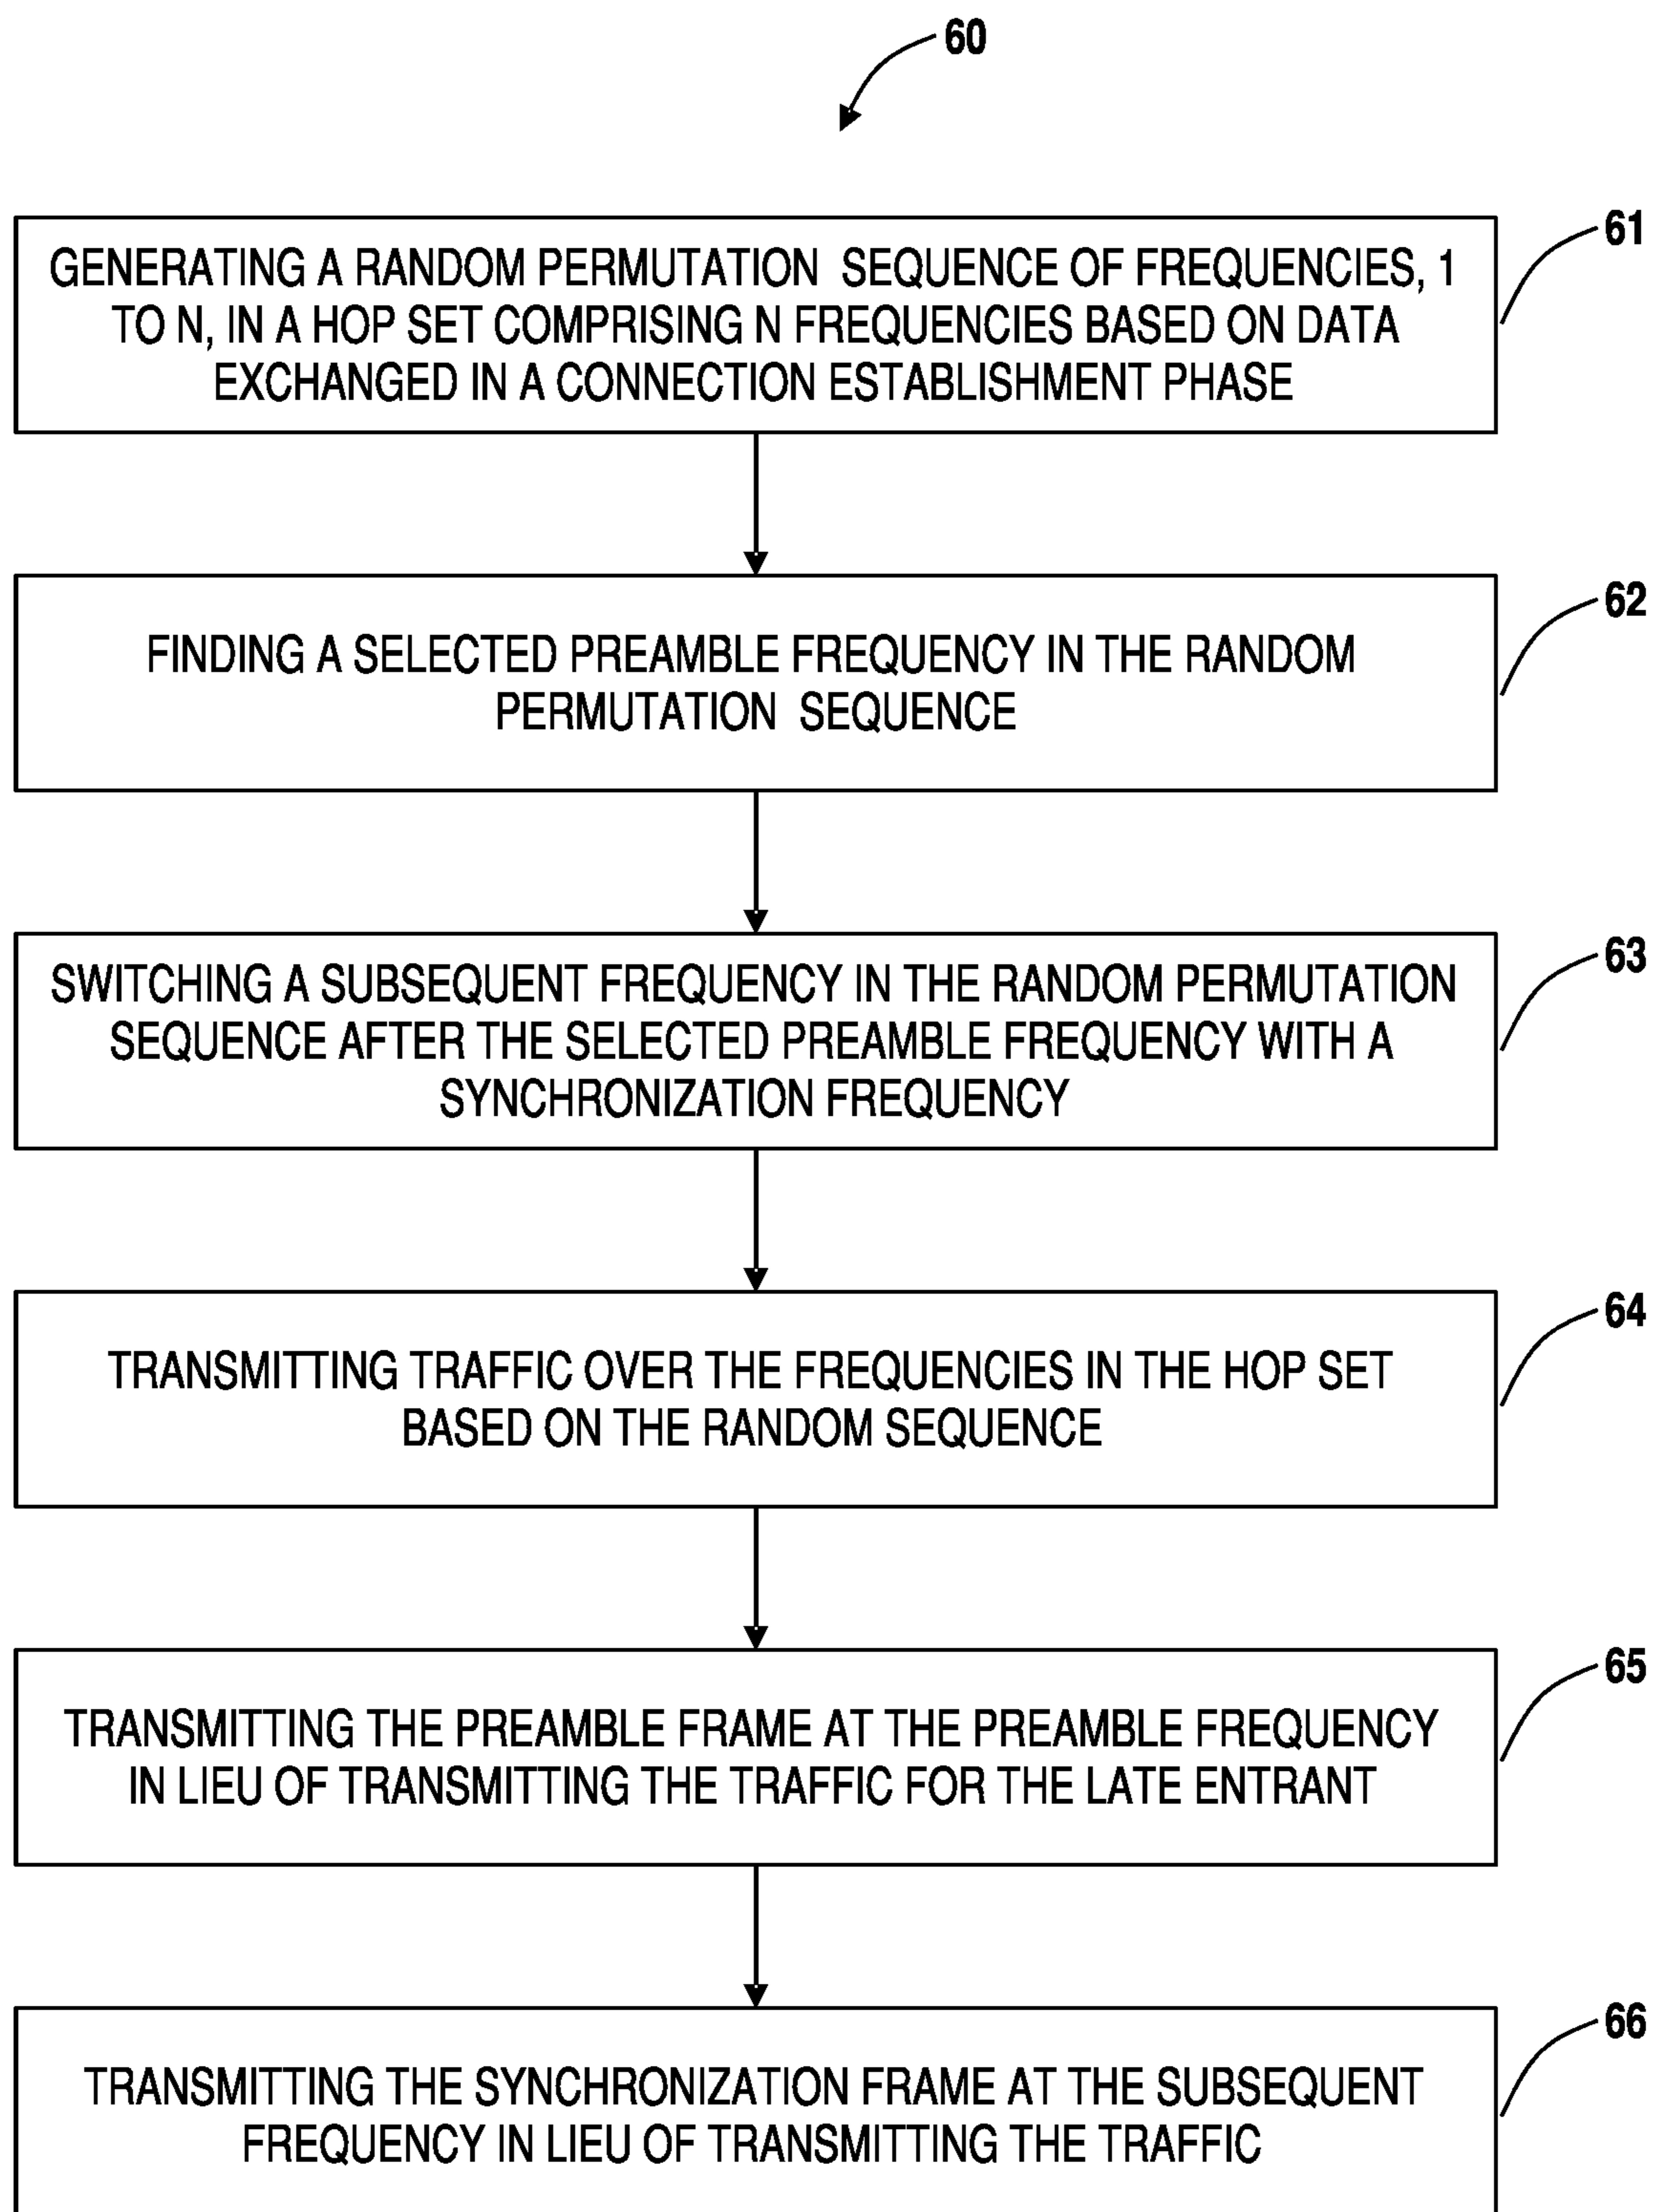 60
61
GENERATING A RANDOM PERMUTATION SEQUENCE OF FREQUENCIES, 1
TO N, IN A HOP SET COMPRISING N FREQUENCIES BASED ON DATA
EXCHANGED IN A CONNECTION ESTABLISHMENT PHASE
62
FINDING A SELECTED PREAMBLE FREQUENCY IN THE RANDOM
PERMUTATION SEQUENCE
63
SWITCHING A SUBSEQUENT FREQUENCY IN THE RANDOM PERMUTATION
SEQUENCE AFTER THE SELECTED PREAMBLE FREQUENCY WITH A
SYNCHRONIZATION FREQUENCY
64
TRANSMITTING TRAFFIC OVER THE FREQUENCIES IN THE HOP SET
BASED ON THE RANDOM SEQUENCE
65
TRANSMITTING THE PREAMBLE FRAME AT THE PREAMBLE FREQUENCY
IN LIEU OF TRANSMITTING THE TRAFFIC FOR THE LATE ENTRANT
66
TRANSMITTING THE SYNCHRONIZATION FRAME AT THE SUBSEQUENT
FREQUENCY IN LIEU OF TRANSMITTING THE TRAFFIC